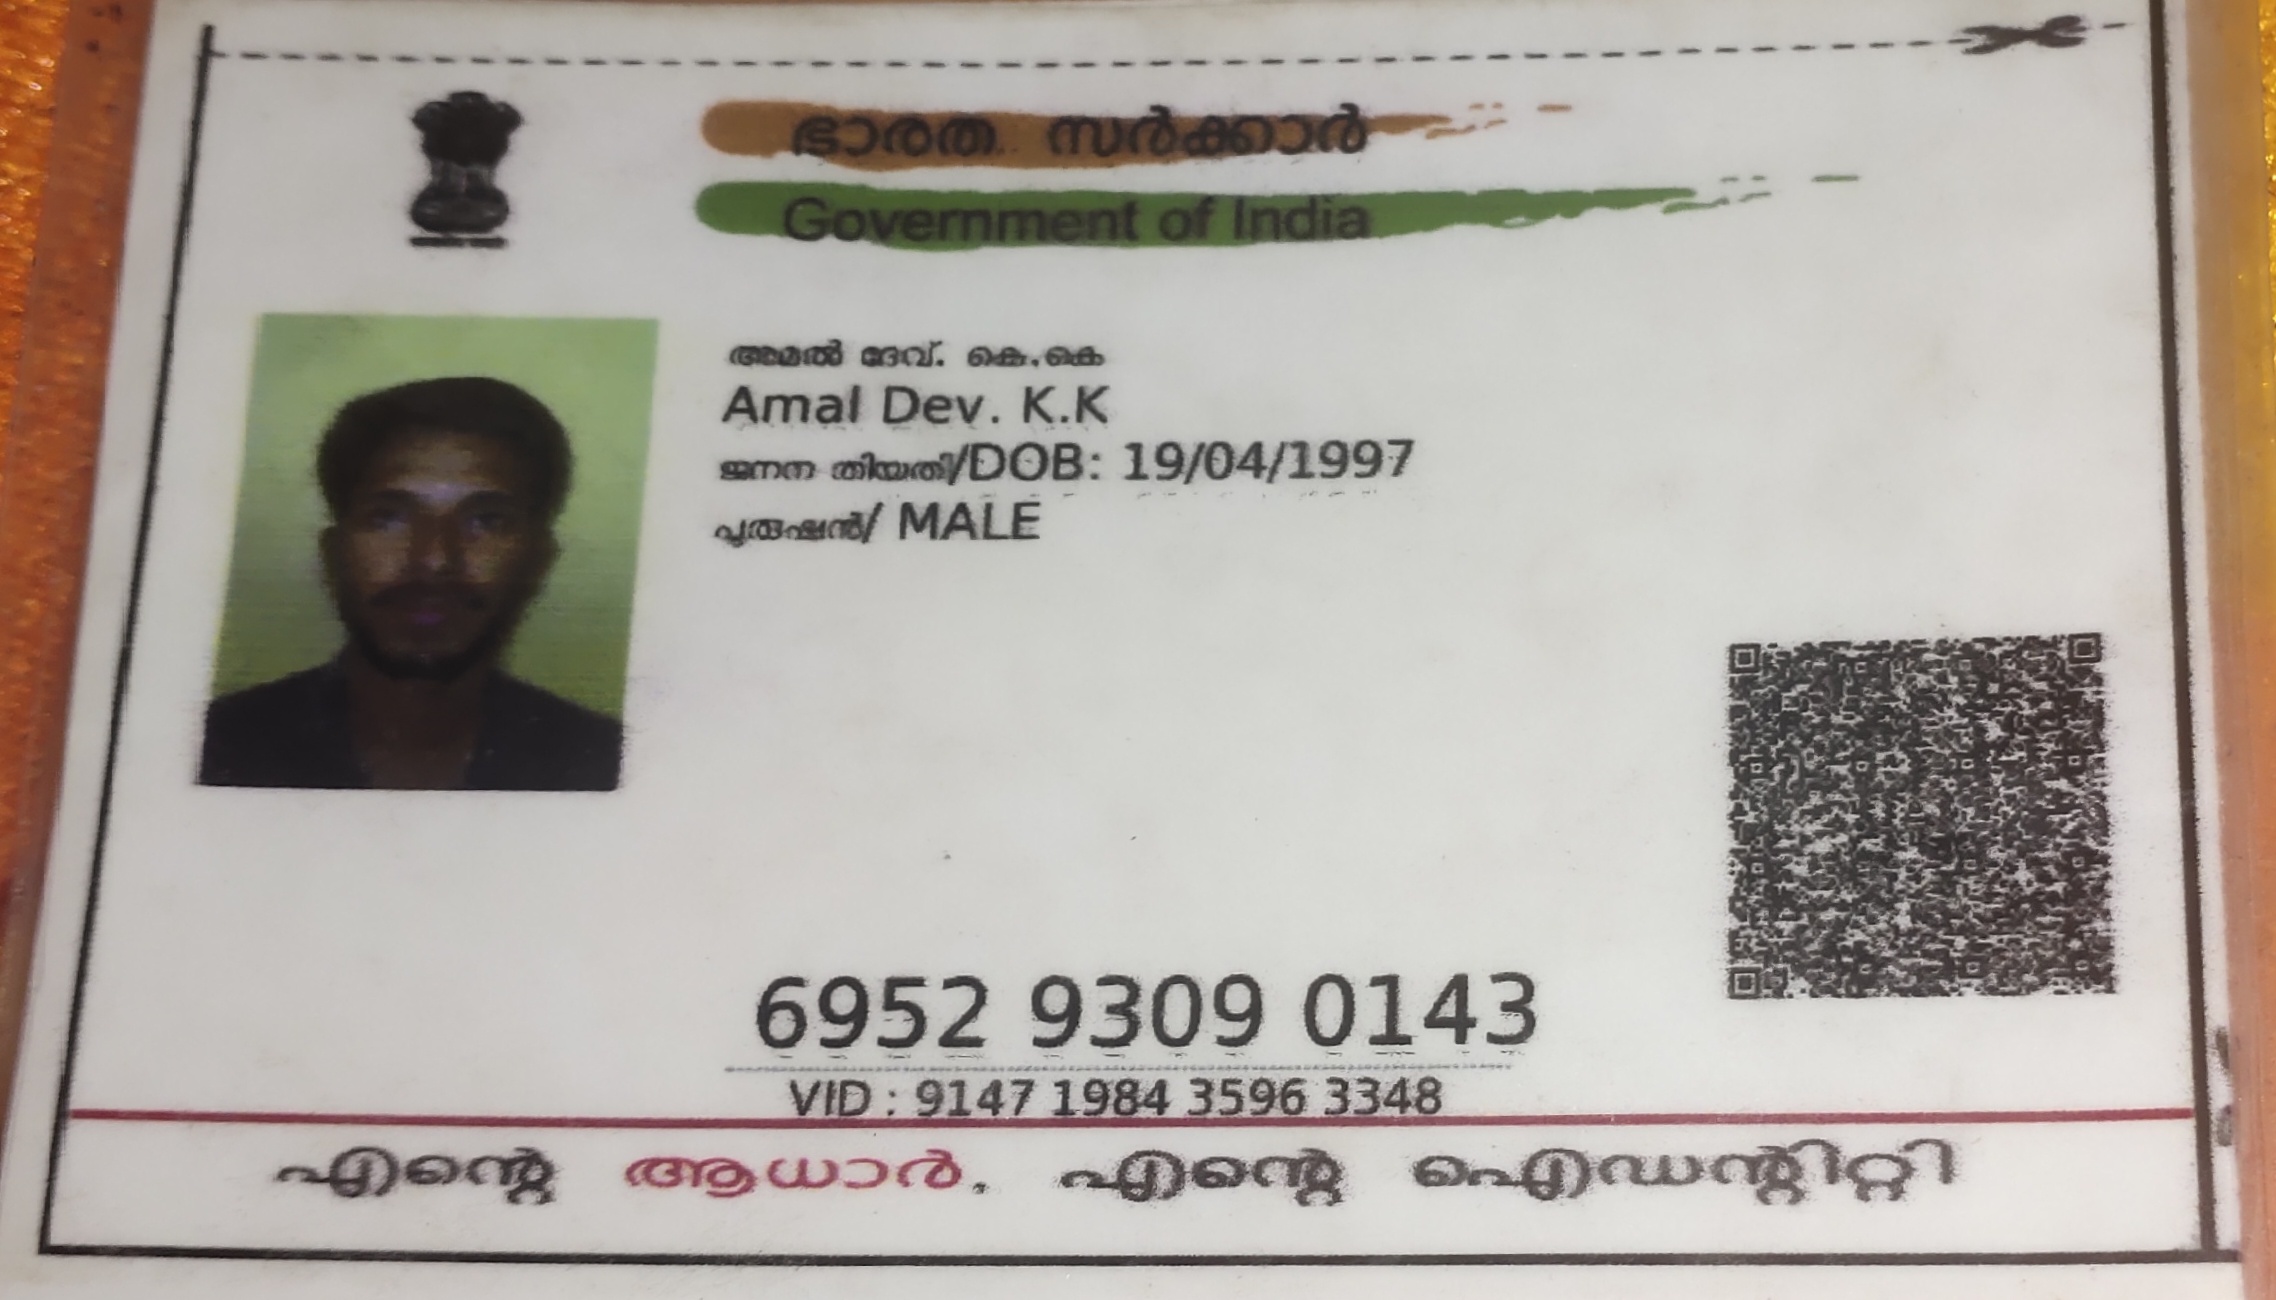 ഭാരത സർക്കാർ
Government of India
അമൽ ദേവ്. കെ.കെ
Amal Dev. K.K
ജനന തിയതി/DOB: 19/04/1997
പുരുഷൻ/ MALE
6952 9309 0143
VID : 9147 1984 3596 3348
എന്റെ ആധാർ. എന്റെ ഐഡന്റിറ്റി